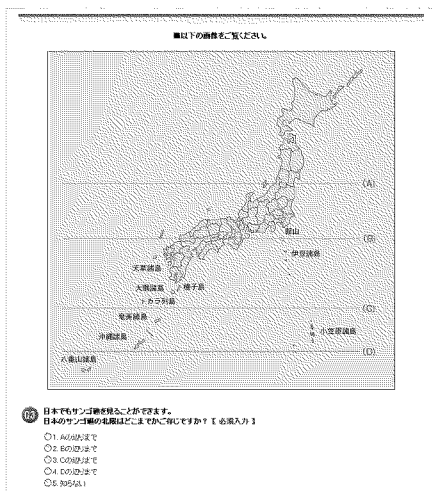 ■以下の画像をご覧ください。
(A)
館山
(B)
伊豆諸島
天草諸島
大隅諸島
種子島
トカラ列島
(C)
奄美諸島
小笠原諸島
沖縄諸島
(D)
八重山諸島
Q3 日本でもサンゴ礁を見ることができます。
日本のサンゴ礁の北限はどこまでかご存じですか？【 必須入力 】
1. Aの辺りまで
2. Bの辺りまで
3. Cの辺りまで
4. Dの辺りまで
5. 知らない